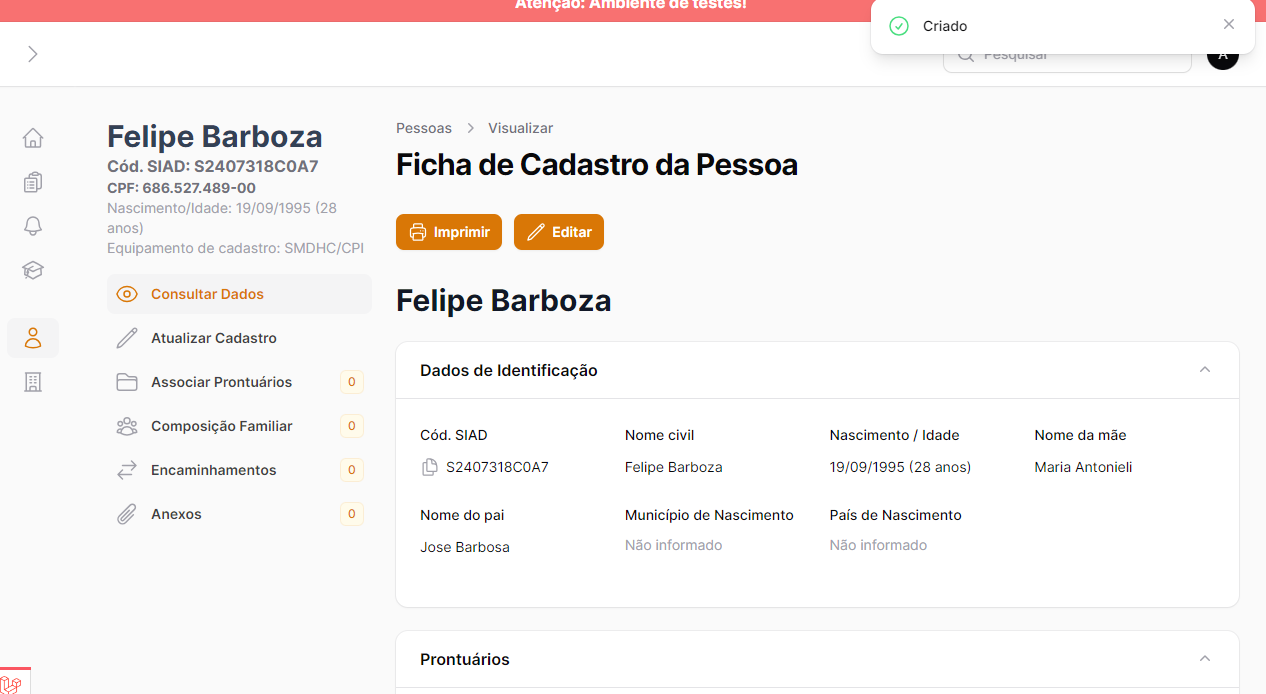 Atenção: Ambiente de testes!
Criado
Pesquisar
A
Felipe Barboza
Cód. SIAD: S2407318C0A7
CPF: 686.527.489-00
Nascimento/Idade: 19/09/1995 (28
anos)
Equipamento de cadastro: SMDHC/CPI
Consultar Dados
Atualizar Cadastro
Associar Prontuários 0
Composição Familiar 0
Encaminhamentos 0
Anexos 0
Pessoas Visualizar
Ficha de Cadastro da Pessoa
Imprimir Editar
Felipe Barboza
Dados de Identificação
Cód. SIAD Nome civil Nascimento / Idade Nome da mãe
S2407318C0A7 Felipe Barboza 19/09/1995 (28 anos) Maria Antonieli
Nome do pai Município de Nascimento País de Nascimento
Jose Barbosa Não informado Não informado
Prontuários